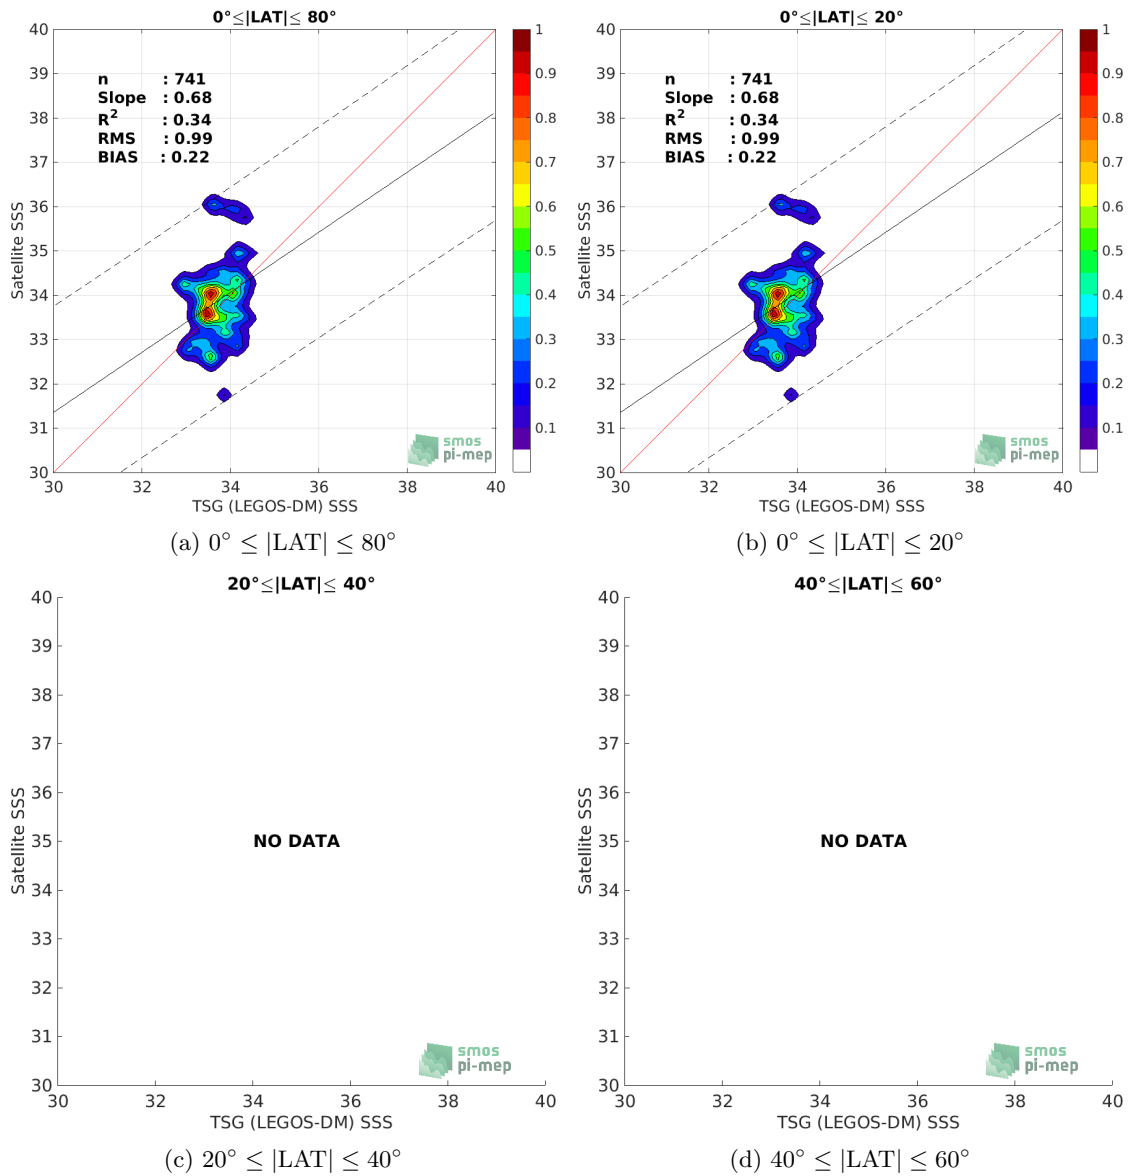 0°≤|LAT|≤ 80°
40
39
38
37
36
35
34
33
32
31
30
Satellite SSS
n : 741
Slope : 0.68
R2 : 0.34
RMS : 0.99
BIAS : 0.22
smos
pi-mep
30 32 34 36 38 40
TSG (LEGOS-DM) SSS
1
0.9
0.8
0.7
0.6
0.5
0.4
0.3
0.2
0.1
(a) 0° ≤ |LAT| ≤ 80°
0°≤|LAT|≤ 20°
40
39
38
37
36
35
34
33
32
31
30
Satellite SSS
n : 741
Slope : 0.68
R2 : 0.34
RMS : 0.99
BIAS : 0.22
smos
pi-mep
30 32 34 36 38 40
TSG (LEGOS-DM) SSS
1
0.9
0.8
0.7
0.6
0.5
0.4
0.3
0.2
0.1
(b) 0° ≤ |LAT| ≤ 20°
20°≤|LAT|≤ 40°
40
39
38
37
36
35
34
33
32
31
30
Satellite SSS
NO DATA
smos
pi-mep
30 32 34 36 38 40
TSG (LEGOS-DM) SSS
(c) 20° ≤ |LAT| ≤ 40°
40°≤|LAT|≤ 60°
40
39
38
37
36
35
34
33
32
31
30
Satellite SSS
NO DATA
smos
pi-mep
30 32 34 36 38 40
TSG (LEGOS-DM) SSS
(d) 40° ≤ |LAT| ≤ 60°